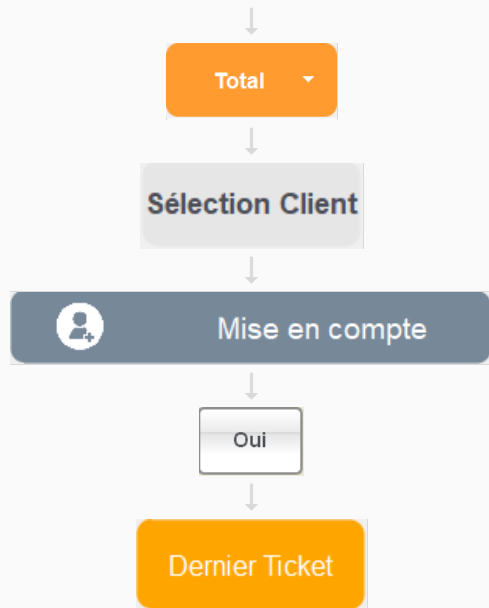 Total
Sélection Client
Mise en compte
Oui
Dernier Ticket